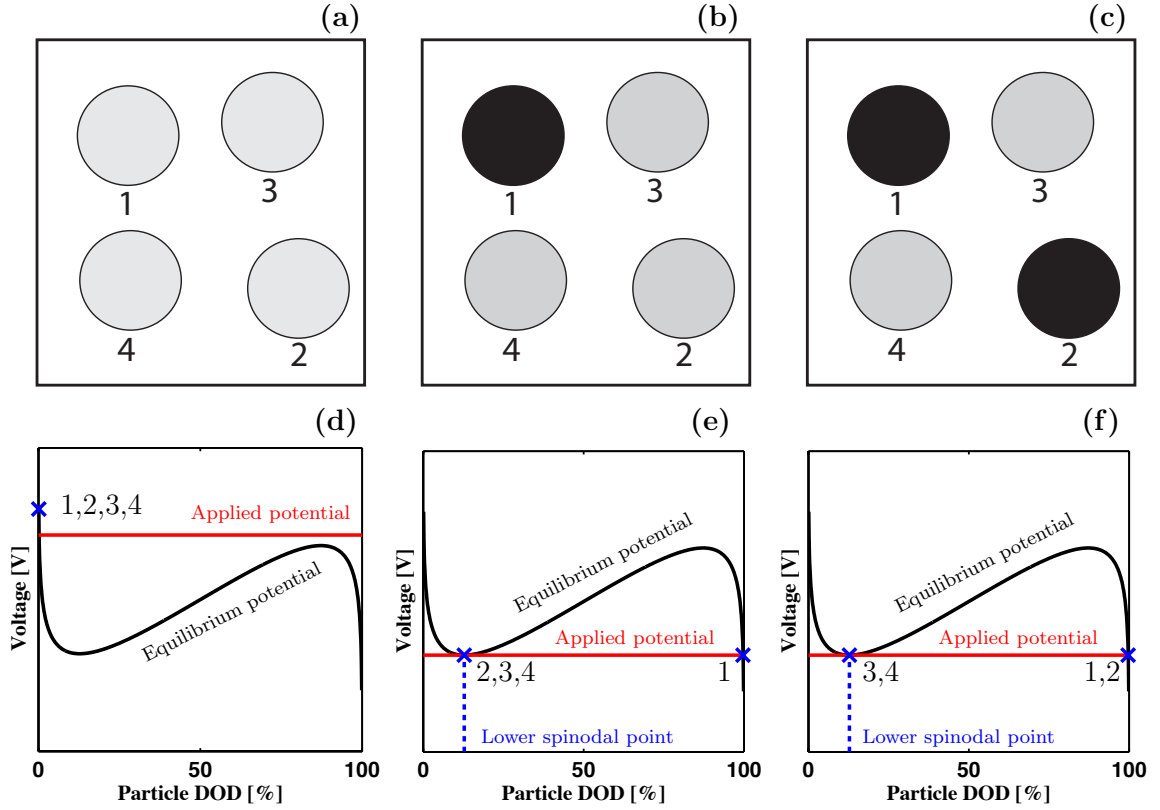 (a)
(b)
(c)
1
3
4
2
1
3
4
2
1
3
4
2
(d)
(e)
(f)
Voltage [V]
1,2,3,4
Applied potential
Equilibrium potential
0
50
100
Particle DOD [%]
Voltage [V]
Equilibrium potential
Applied potential
2,3,4
1
Lower spinodal point
0
50
100
Particle DOD [%]
Voltage [V]
Equilibrium potential
Applied potential
3,4
1,2
Lower spinodal point
0
50
100
Particle DOD [%]